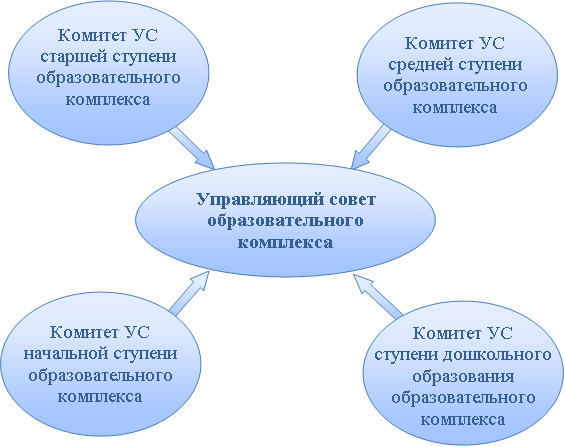 Комитет УС
старшей ступени
образовательного
комплекса
Комитет УС
средней ступени
образовательного
комплекса
Управляющий совет
образовательного
комплекса
Комитет УС
начальной ступени
образовательного
комплекса
Комитет УС
ступени дошкольного
образования
образовательного
комплекса